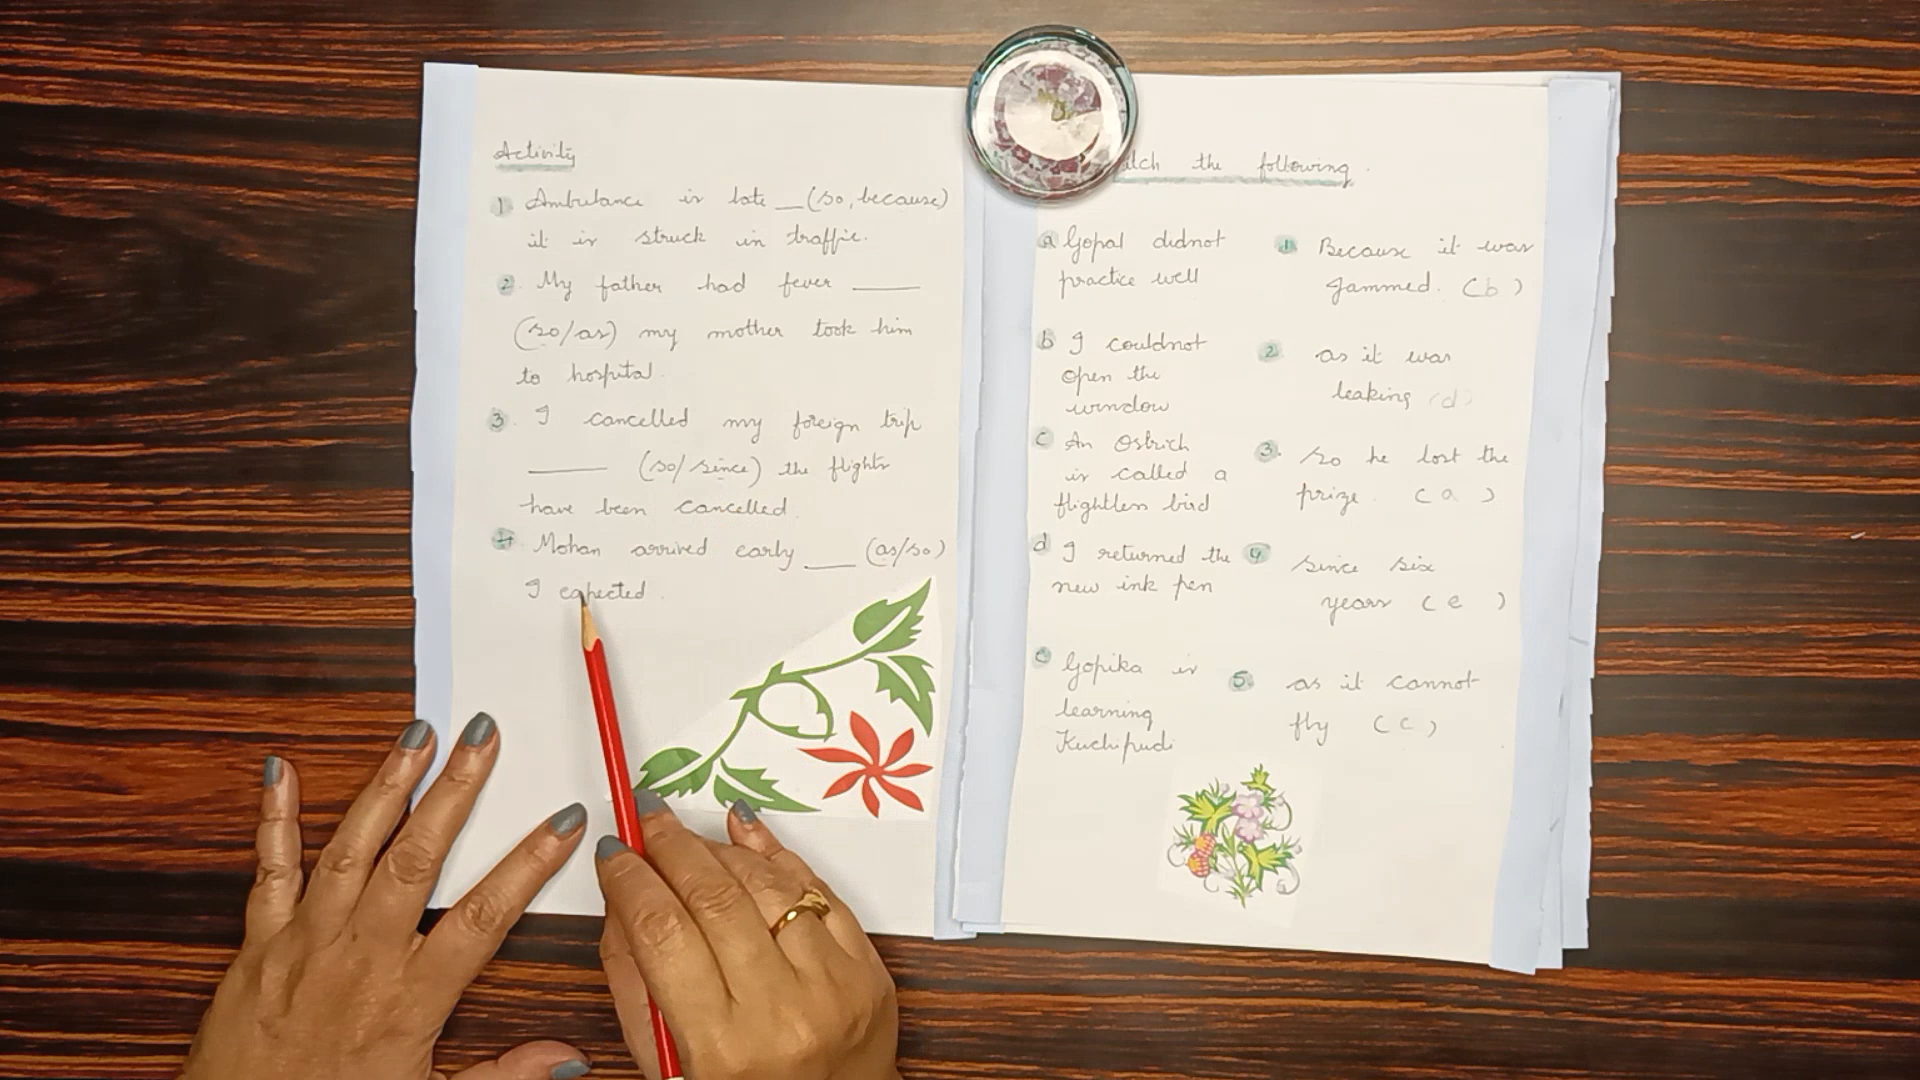 Activity
1 Ambulance is late __ (so, because)
it is struck in traffic.
2. My father had fever ____
(so/as) my mother took him
to hospital.
3. I cancelled my foreign trip
____ (so/since) the flights
have been cancelled.
4 Mohan arrived early ____ (as/so)
I expected.
tch the following.
a Gopal didnot
practice well
b I couldnot
open the
window
c An Ostrich
is called a
flightless bird
d I returned the
new ink pen
e Gopika is
learning
Kuchipudi
1. Because it was
jammed. (b)
2. as it was
leaking (d)
3. so he lost the
prize. (a)
4. since six
years (e)
5. as it cannot
fly (c)